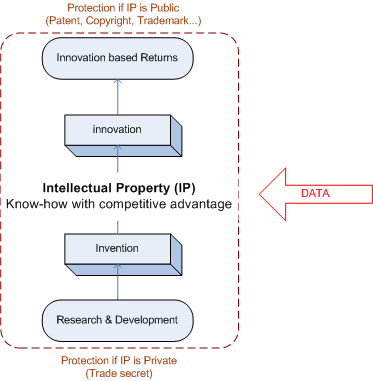 Protection if IP is Public
(Patent, Copyright, Trademark...)
Innovation based Returns
innovation
Intellectual Property (IP)
Know-how with competitive advantage
DATA
Invention
Research & Development
Protection if IP is Private
(Trade secret)